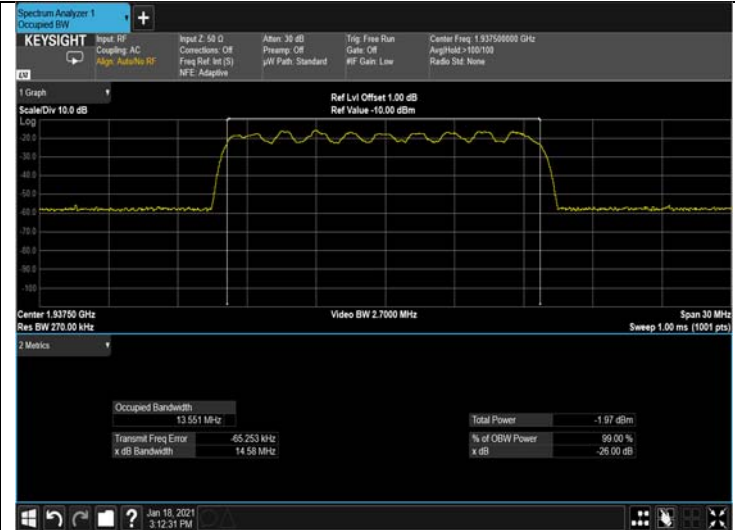 Spectrum Analyzer 1
Occupied BW
KEYSIGHT
Input: RF
Coupling: AC
Align: Auto/No RF
Input Z: 50 Ω
Corrections: Off
Freq Ref: Int (S)
NFE: Adaptive
Atten: 30 dB
Preamp: Off
µW Path: Standard
Trig: Free Run
Gate: Off
#IF Gain: Low
Center Freq: 1.937500000 GHz
Avg|Hold:>100/100
Radio Std: None
LXI
1 Graph
Scale/Div 10.0 dB
Ref Lvl Offset 1.00 dB
Ref Value -10.00 dBm
Log
-20.0
-30.0
-40.0
-50.0
-60.0
-70.0
-80.0
-90.0
-100
Center 1.93750 GHz
Res BW 270.00 kHz
Video BW 2.7000 MHz
Span 30 MHz
Sweep 1.00 ms (1001 pts)
2 Metrics
Occupied Bandwidth
13.551 MHz
Transmit Freq Error -65.253 kHz
x dB Bandwidth 14.58 MHz
Total Power -1.97 dBm
% of OBW Power 99.00 %
x dB -26.00 dB
Jan 18, 2021
3:12:31 PM